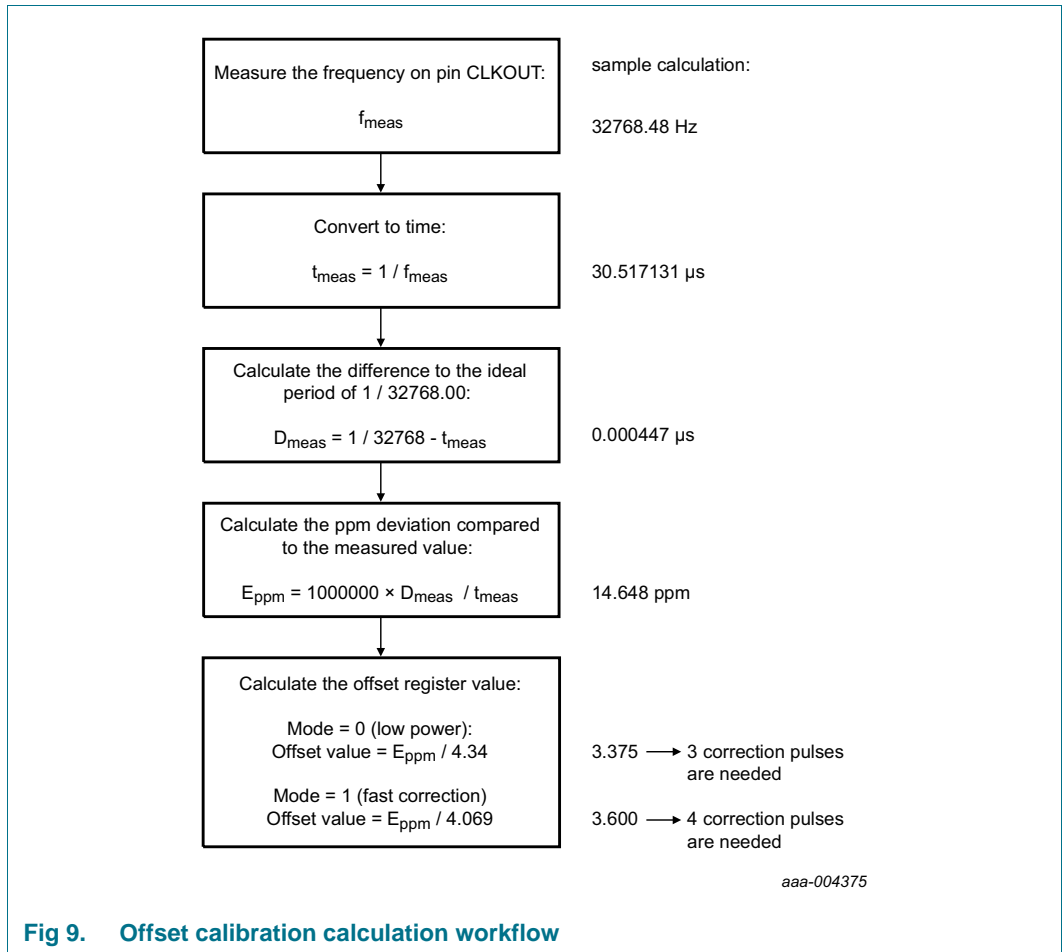 Measure the frequency on pin CLKOUT:
fmeas
sample calculation:
32768.48 Hz
Convert to time:
tmeas = 1 / fmeas
30.517131 μs
Calculate the difference to the ideal
period of 1 / 32768.00:
Dmeas = 1 / 32768 - tmeas
0.000447 μs
Calculate the ppm deviation compared
to the measured value:
Eppm = 1000000 × Dmeas / tmeas
14.648 ppm
Calculate the offset register value:
Mode = 0 (low power):
Offset value = Eppm / 4.34
3.375 → 3 correction pulses
are needed
Mode = 1 (fast correction)
Offset value = Eppm / 4.069
3.600 → 4 correction pulses
are needed
aaa-004375
Fig 9. Offset calibration calculation workflow